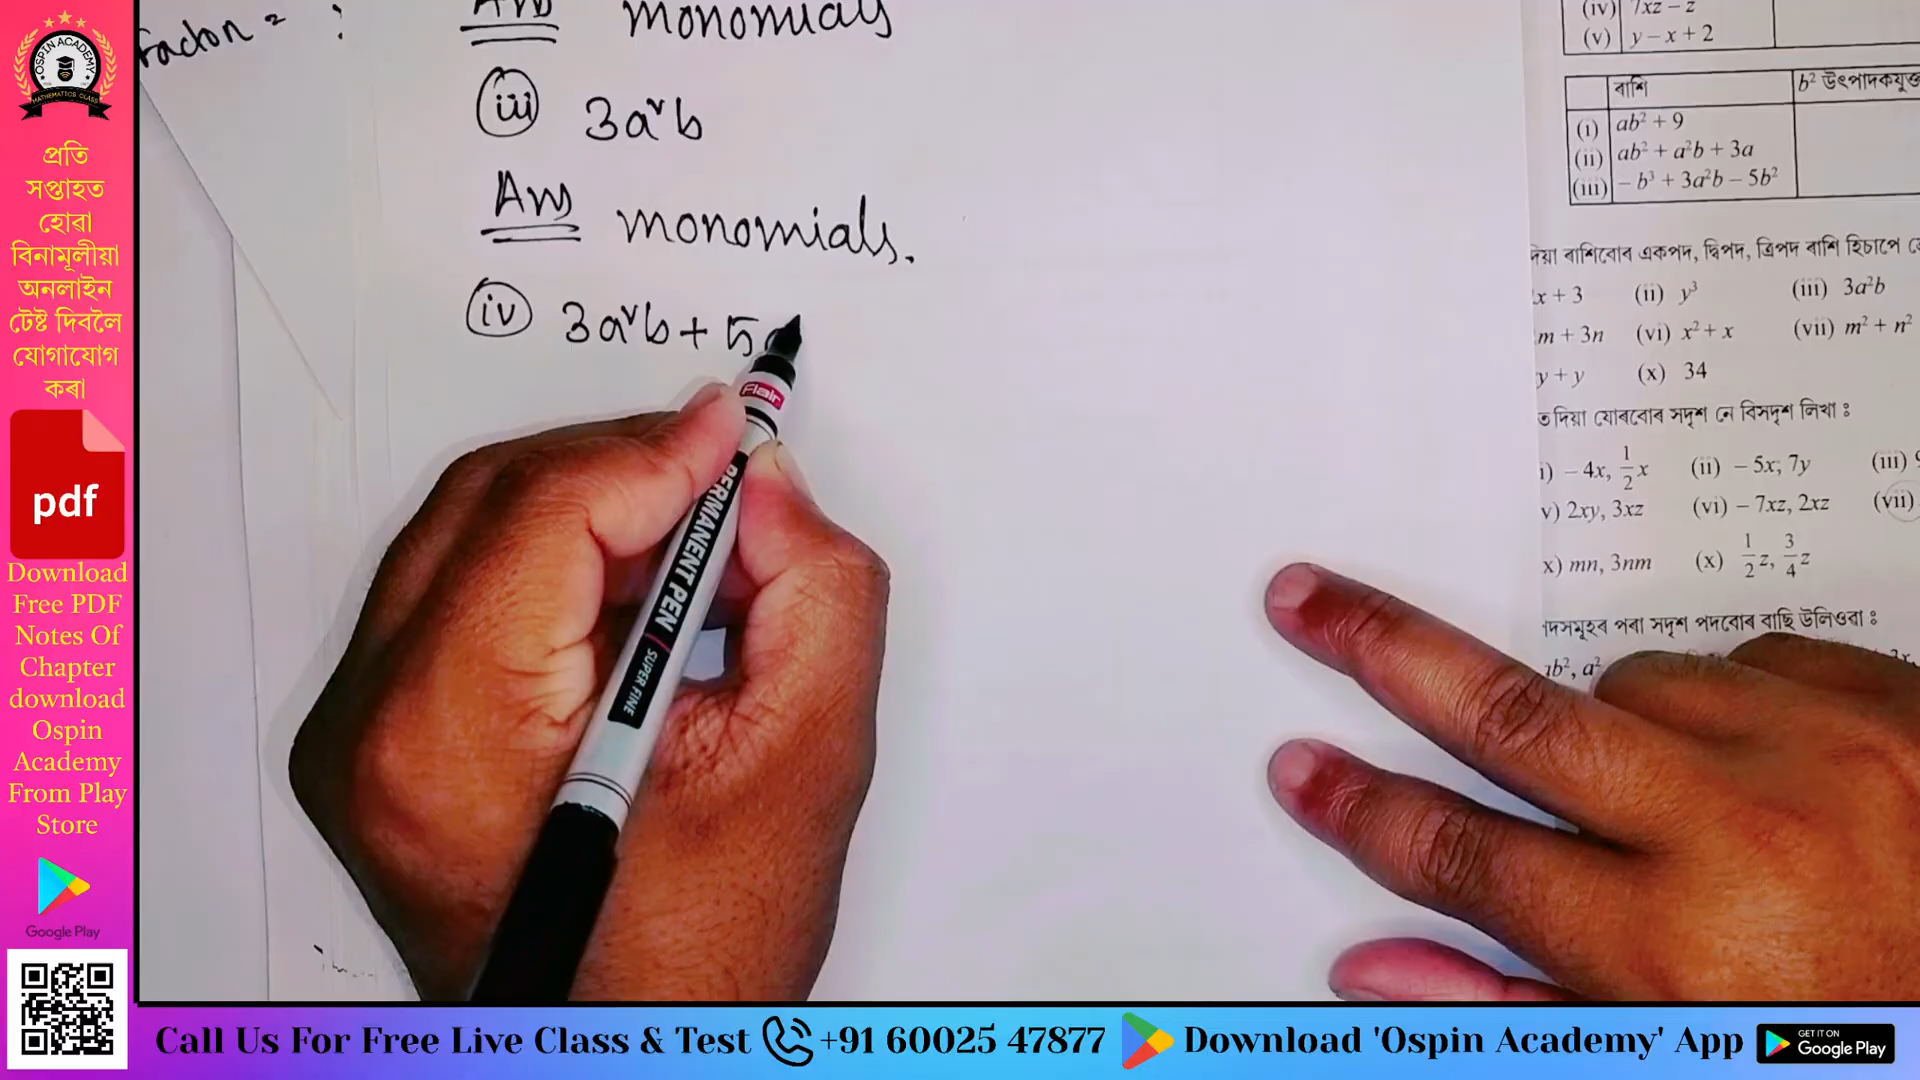 OSPIN ACADEMY
MATHEMATICS CLASS
প্ৰতি
সপ্তাহত
হোৱা
বিনামূলীয়া
অনলাইন
টেষ্ট দিবলৈ
যোগাযোগ
কৰা
pdf
Download
Free PDF
Notes Of
Chapter
download
Ospin
Academy
From Play
Store
Google Play
factor = :
Ans monomials
(iii) 3a²b
Ans monomials.
(iv) 3a²b + 5
Flair
PERMANENT PEN
SUPER FINE
(iv) 7xz – z
(v) y – x + 2
ৰাশি b² উৎপাদকযুক্ত
(i) ab² + 9
(ii) ab² + a²b + 3a
(iii) – b³ + 3a²b – 5b²
দিয়া ৰাশিবোৰ একপদ, দ্বিপদ, ত্ৰিপদ ৰাশি হিচাপে
x + 3 (ii) y³ (iii) 3a²b
m + 3n (vi) x² + x (vii) m² + n²
y + y (x) 34
দিয়া যোৰবোৰ সদৃশ নে বিসদৃশ লিখা :
i) – 4x, 1/2 x (ii) – 5x, 7y (iii)
v) 2xy, 3xz (vi) – 7xz, 2xz (vii)
x) mn, 3nm (x) 1/2 z, 3/4 z
পদসমূহৰ পৰা সদৃশ পদবোৰ বাছি উলিওৱা :
ab², a²
Call Us For Free Live Class & Test +91 60025 47877 Download 'Ospin Academy' App
GET IT ON
Google Play